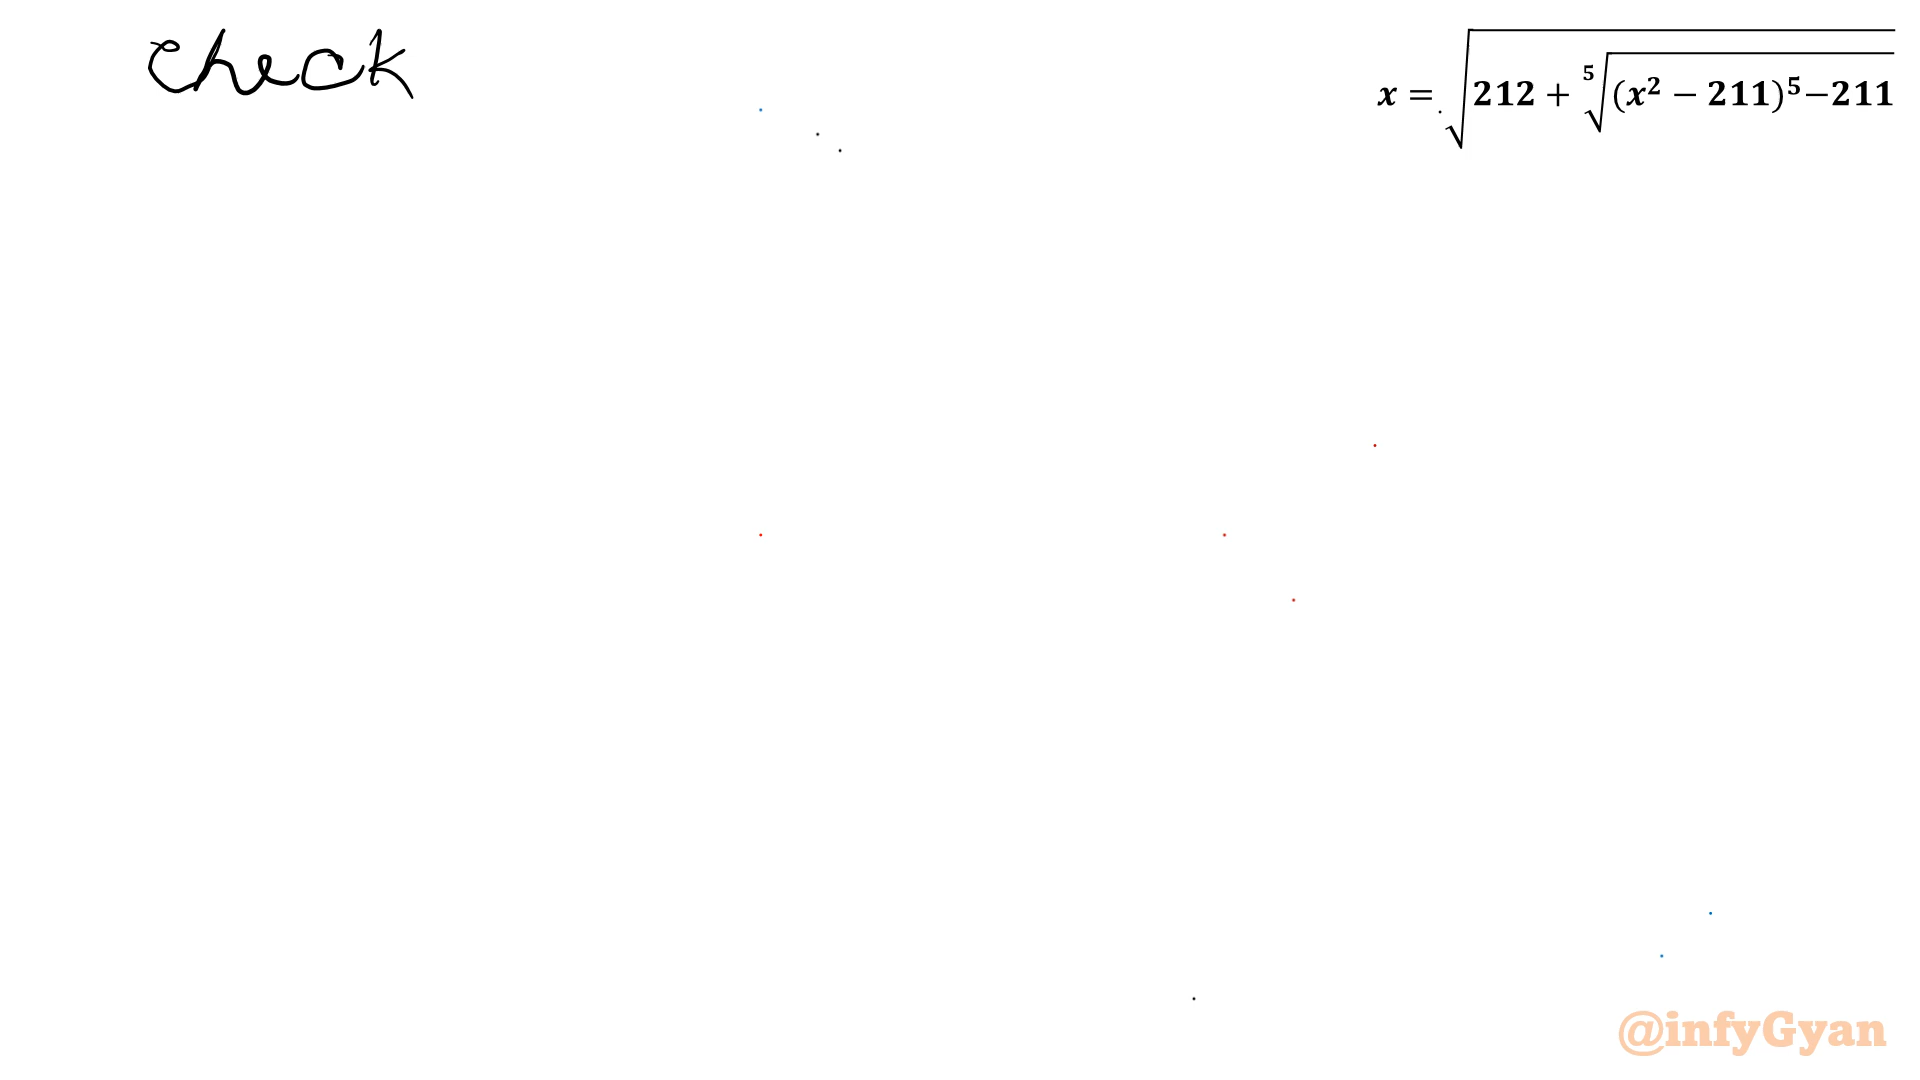 check
x = √(212 + ⁵√((x² − 211)⁵−211))
@infyGyan